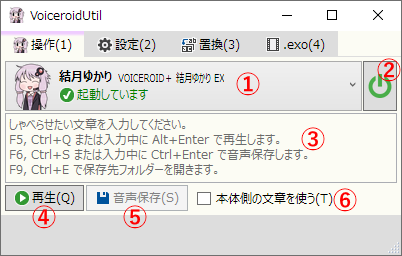 VoiceroidUtil
操作(1) 設定(2) 置換(3) .exo(4)
結月ゆかり VOICEROID+ 結月ゆかり EX
起動しています
①
②
しゃべらせたい文章を入力してください。
F5, Ctrl+Q または入力中に Alt+Enter で再生します。
F6, Ctrl+S または入力中に Ctrl+Enter で音声保存します。
F9, Ctrl+E で保存先フォルダーを開きます。
③
再生(Q) 音声保存(S) 本体側の文章を使う(T) ⑥
④ ⑤